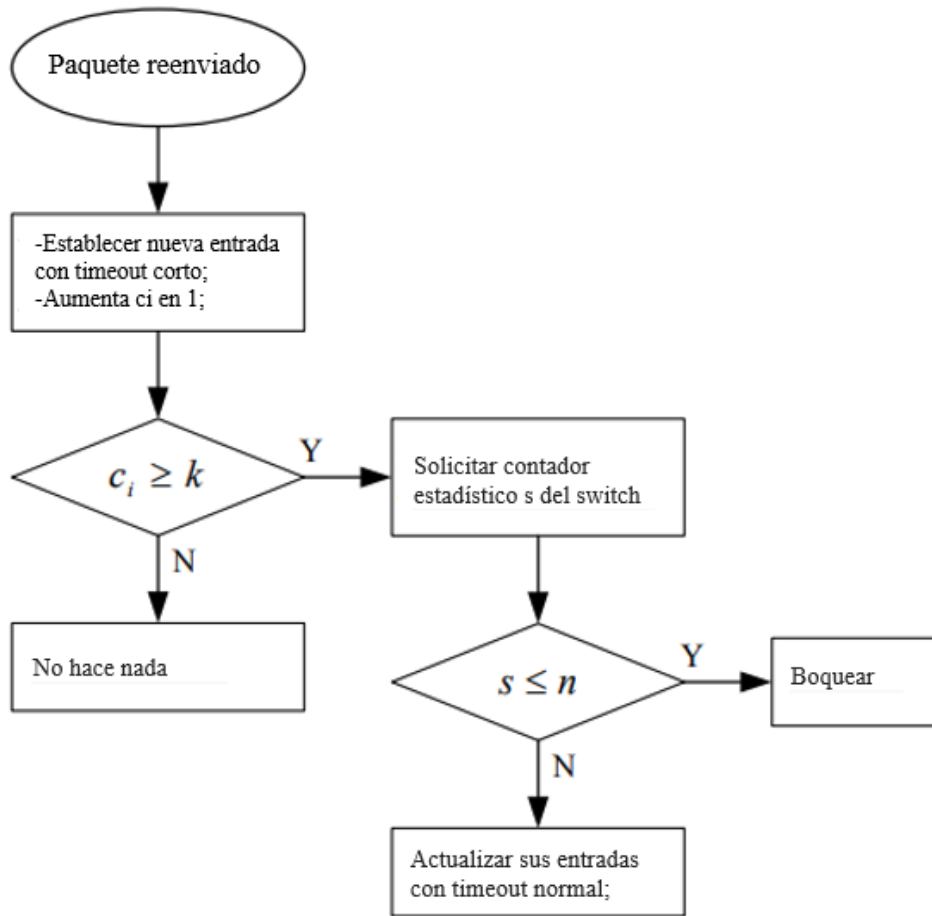 Paquete reenviado
-Establecer nueva entrada
con timeout corto;
-Aumenta ci en 1;
c_i ≥ k
Y
N
No hace nada
Solicitar contador
estadístico s del switch
s ≤ n
Y
N
Boquear
Actualizar sus entradas
con timeout normal;